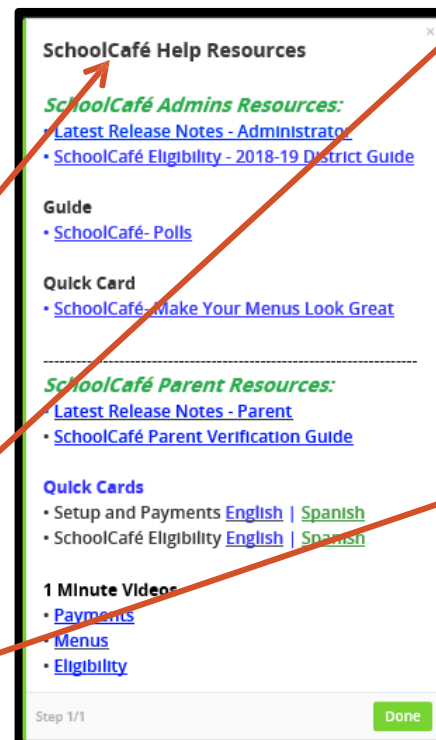 ×
SchoolCafé Help Resources
SchoolCafé Admins Resources:
• Latest Release Notes - Administrator
• SchoolCafé Eligibility - 2018-19 District Guide
Guide
• SchoolCafé- Polls
Quick Card
• SchoolCafé- Make Your Menus Look Great
--------------------------------------------------------------------------
SchoolCafé Parent Resources:
• Latest Release Notes - Parent
• SchoolCafé Parent Verification Guide
Quick Cards
• Setup and Payments English | Spanish
• SchoolCafé Eligibility English | Spanish
1 Minute Videos
• Payments
• Menus
• Eligibility
Step 1/1 Done